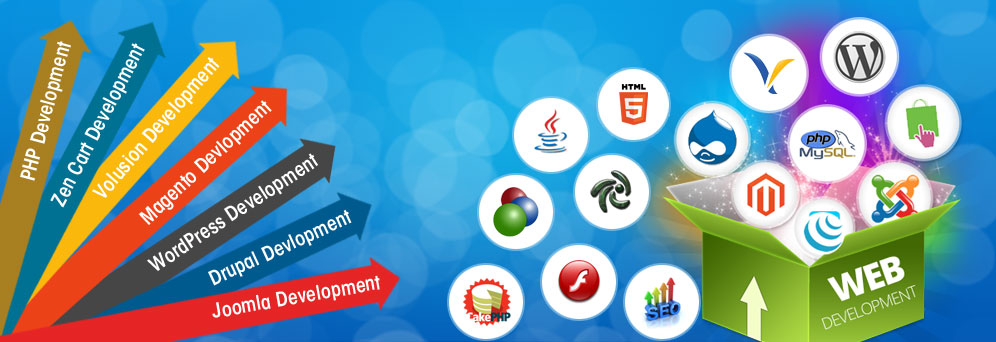 PHP Development
Zen Cart Development
Volusion Development
Magento Devlopment
WordPress Development
Drupal Devlopment
Joomla Development
HTML
5
php
MySQL
akePHP
SEO
WEB
DEVELOPMENT